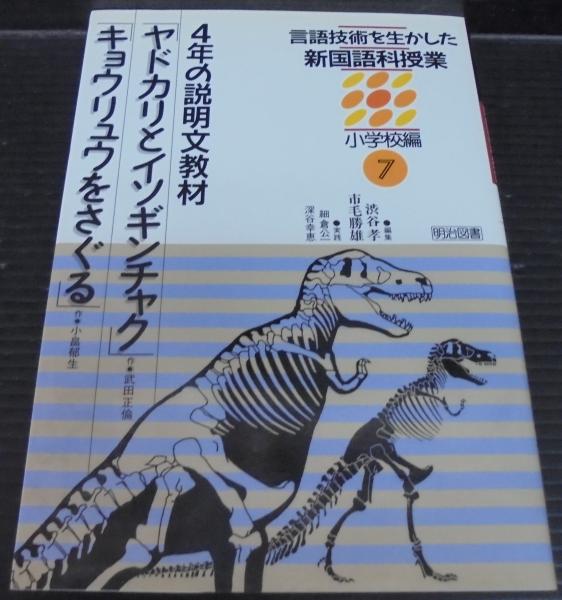 言語技術を生かした
新国語科授業
小学校編
7
4年の説明文教材
「ヤドカリとイソギンチャク」作●武田正倫
「キョウリュウをさぐる」作●小畠郁生
●編集
渋谷孝
市毛勝雄
●実践
細倉公一
深谷幸恵
明治図書